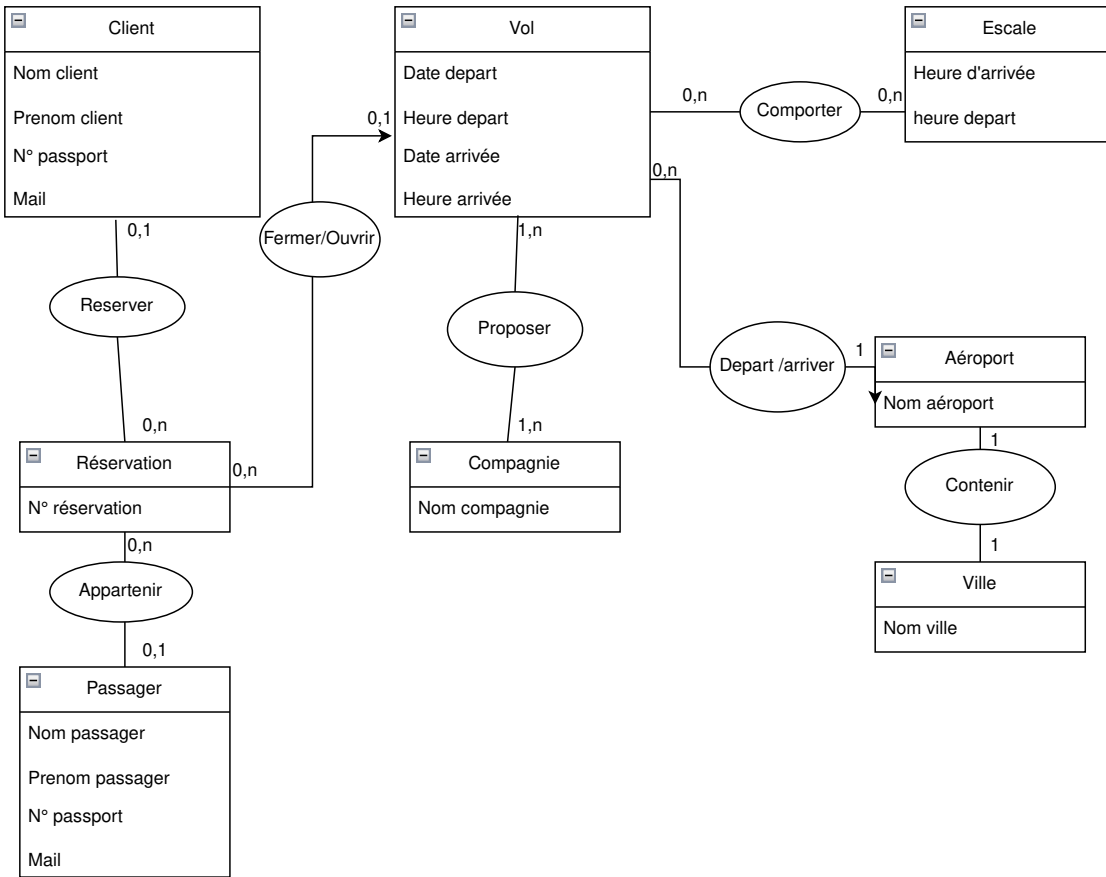 Client
Nom client
Prenom client
N° passport
Mail
0,1
Reserver
0,n
Réservation
N° réservation
0,n
0,n
Appartenir
0,1
Passager
Nom passager
Prenom passager
N° passport
Mail
Fermer/Ouvrir
0,1
Vol
Date depart
Heure depart
Date arrivée
Heure arrivée
1,n
Proposer
1,n
Compagnie
Nom compagnie
0,n
Comporter
0,n
Escale
Heure d'arrivée
heure depart
0,n
Depart /arriver
1
Aéroport
Nom aéroport
1
Contenir
1
Ville
Nom ville